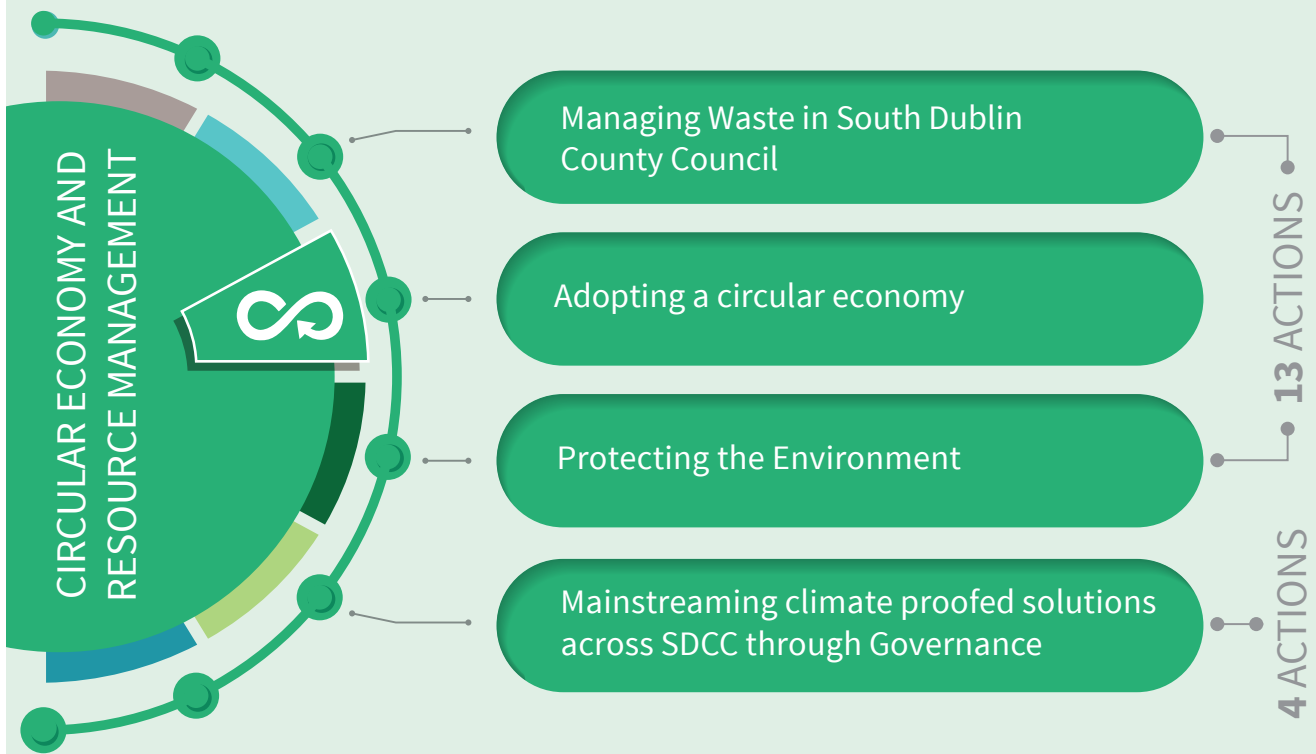 CIRCULAR ECONOMY AND
RESOURCE MANAGEMENT
Managing Waste in South Dublin
County Council
Adopting a circular economy
Protecting the Environment
Mainstreaming climate proofed solutions
across SDCC through Governance
13 ACTIONS
4 ACTIONS